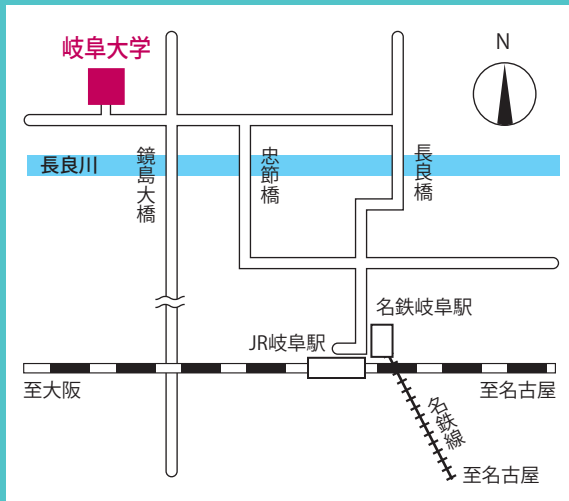 岐阜大学
N
長良川
鏡島大橋
忠節橋
長良橋
名鉄岐阜駅
JR岐阜駅
至大阪
至名古屋
名鉄線
至名古屋